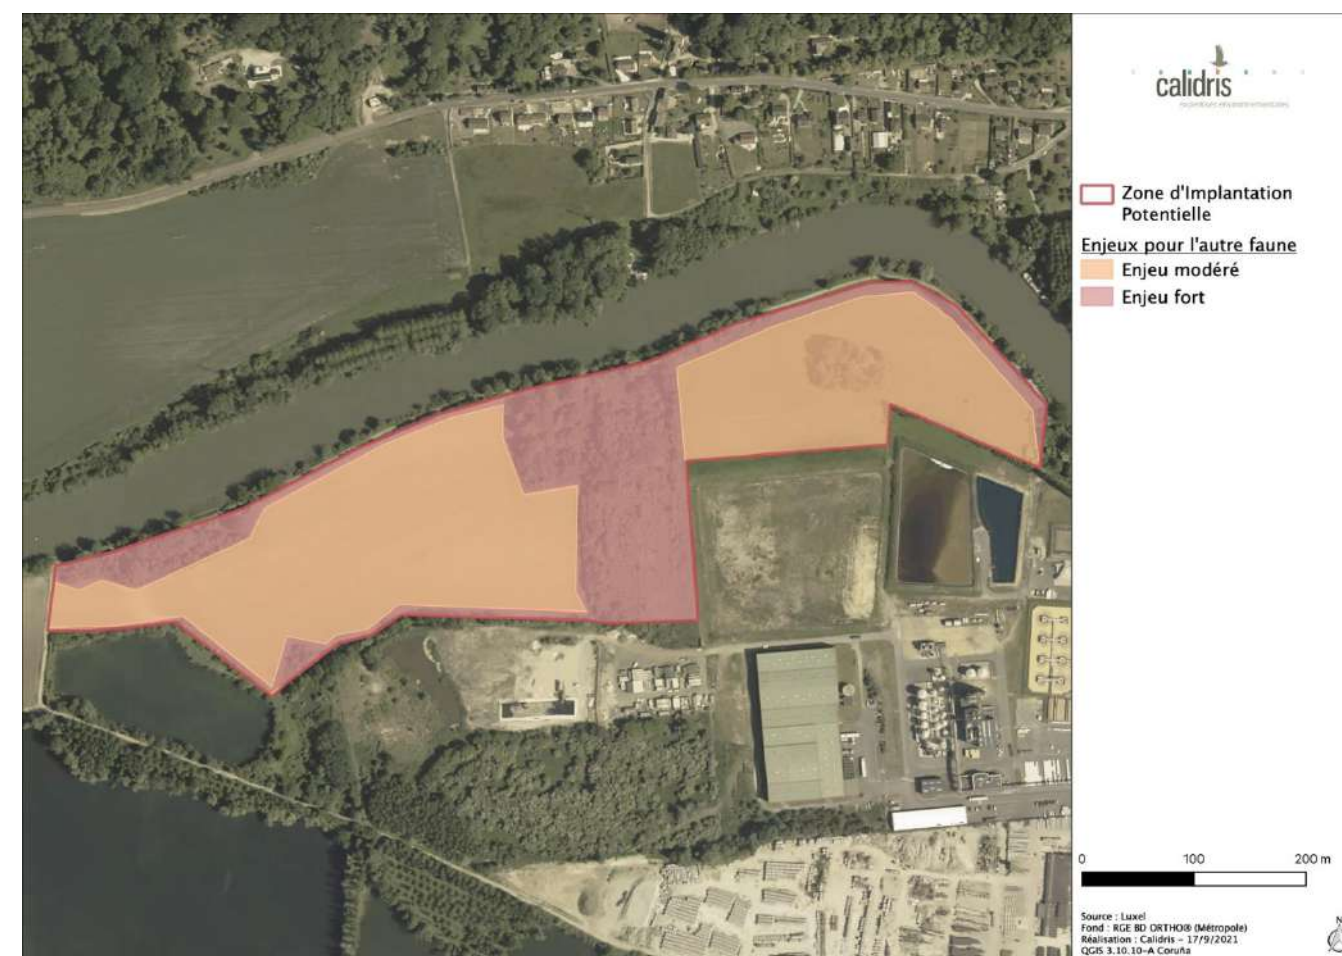 calidris
Zone d'Implantation
Potentielle
Enjeux pour l'autre faune
Enjeu modéré
Enjeu fort
0 100 200 m
Source : Luxel
Fond : RGE BD ORTHO® (Métropole)
Réalisation : Calidris - 17/9/2021
QGIS 3.10.10-A Coruña
N